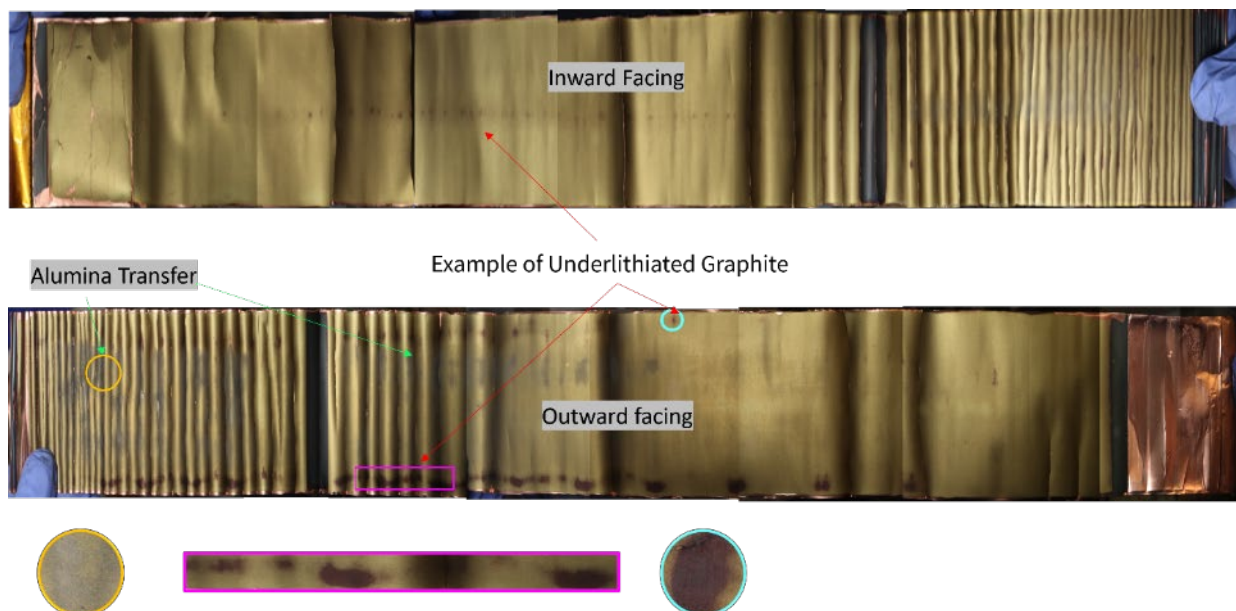 Inward Facing
Example of Underlithiated Graphite
Alumina Transfer
Outward facing